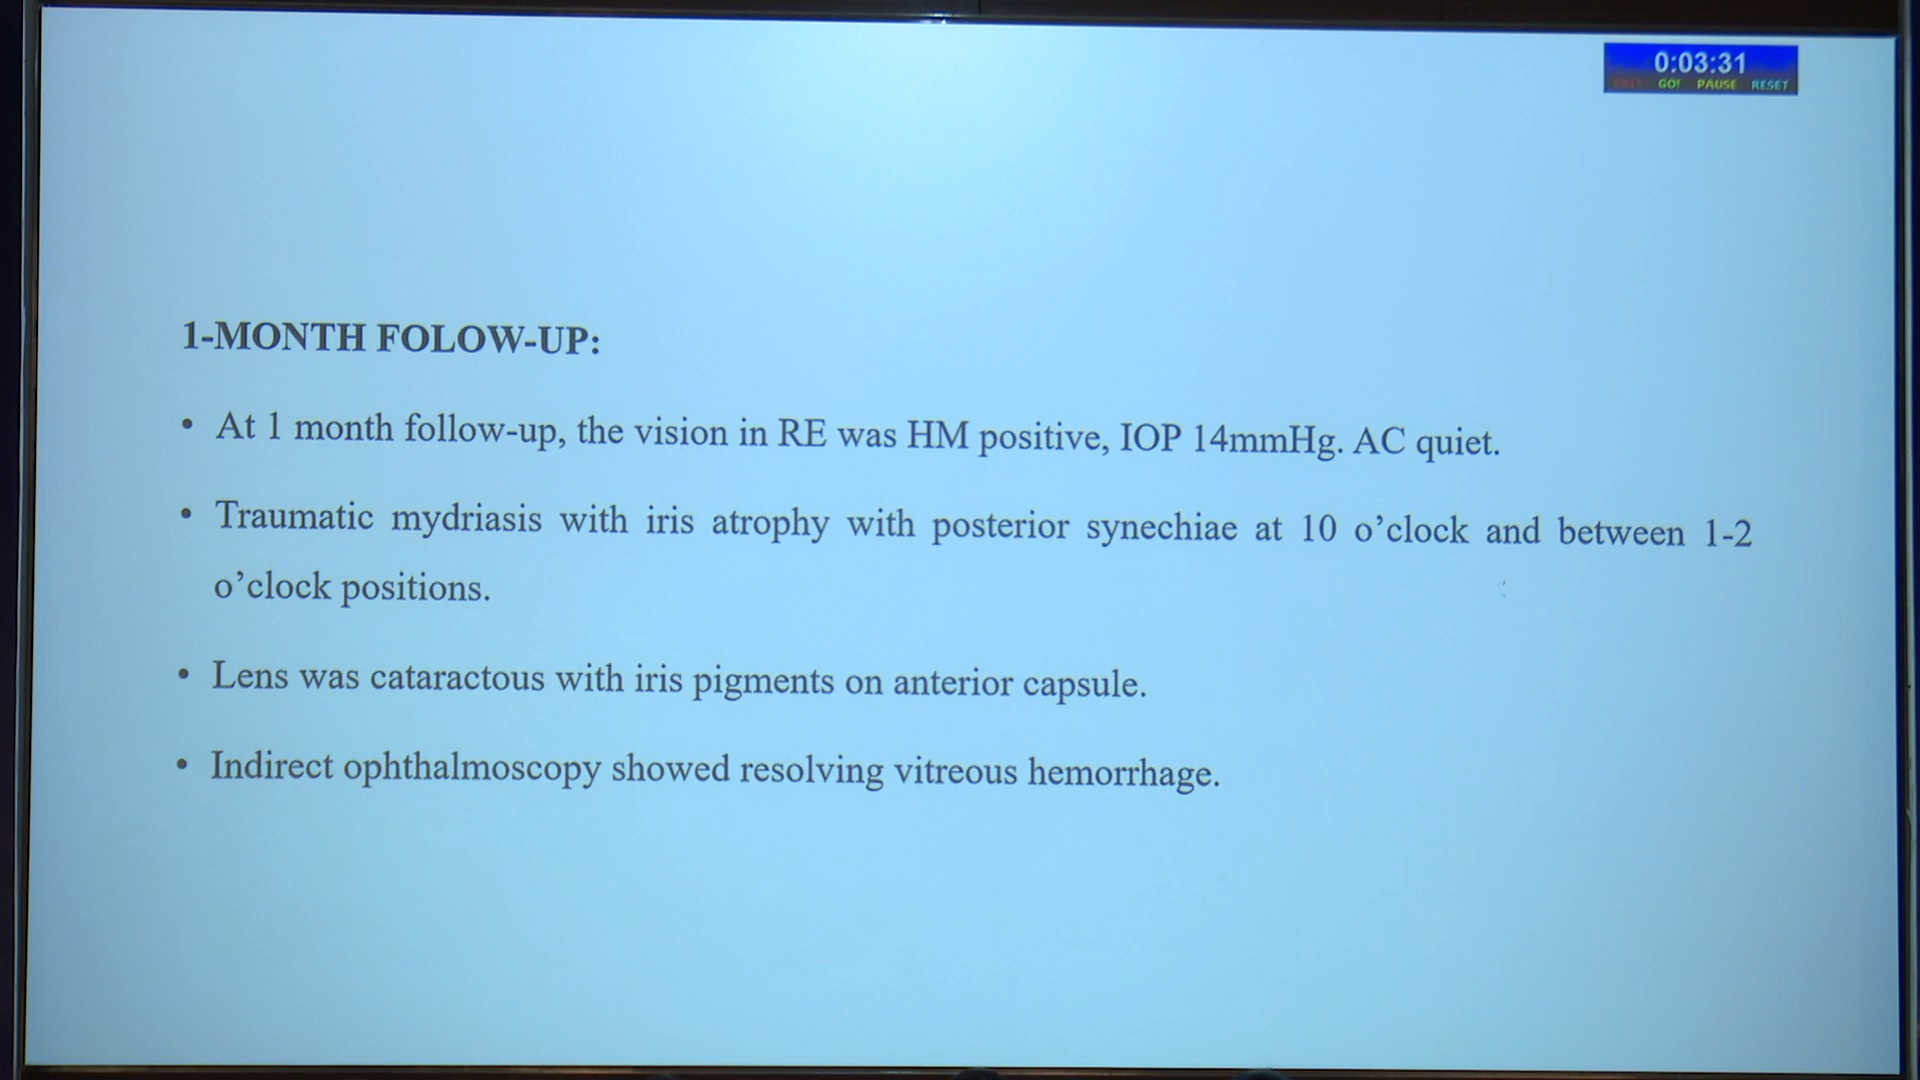 0:03:31
EXIT GO! PAUSE RESET
1-MONTH FOLOW-UP:
• At 1 month follow-up, the vision in RE was HM positive, IOP 14mmHg. AC quiet.
• Traumatic mydriasis with iris atrophy with posterior synechiae at 10 o’clock and between 1-2
o’clock positions.
• Lens was cataractous with iris pigments on anterior capsule.
• Indirect ophthalmoscopy showed resolving vitreous hemorrhage.